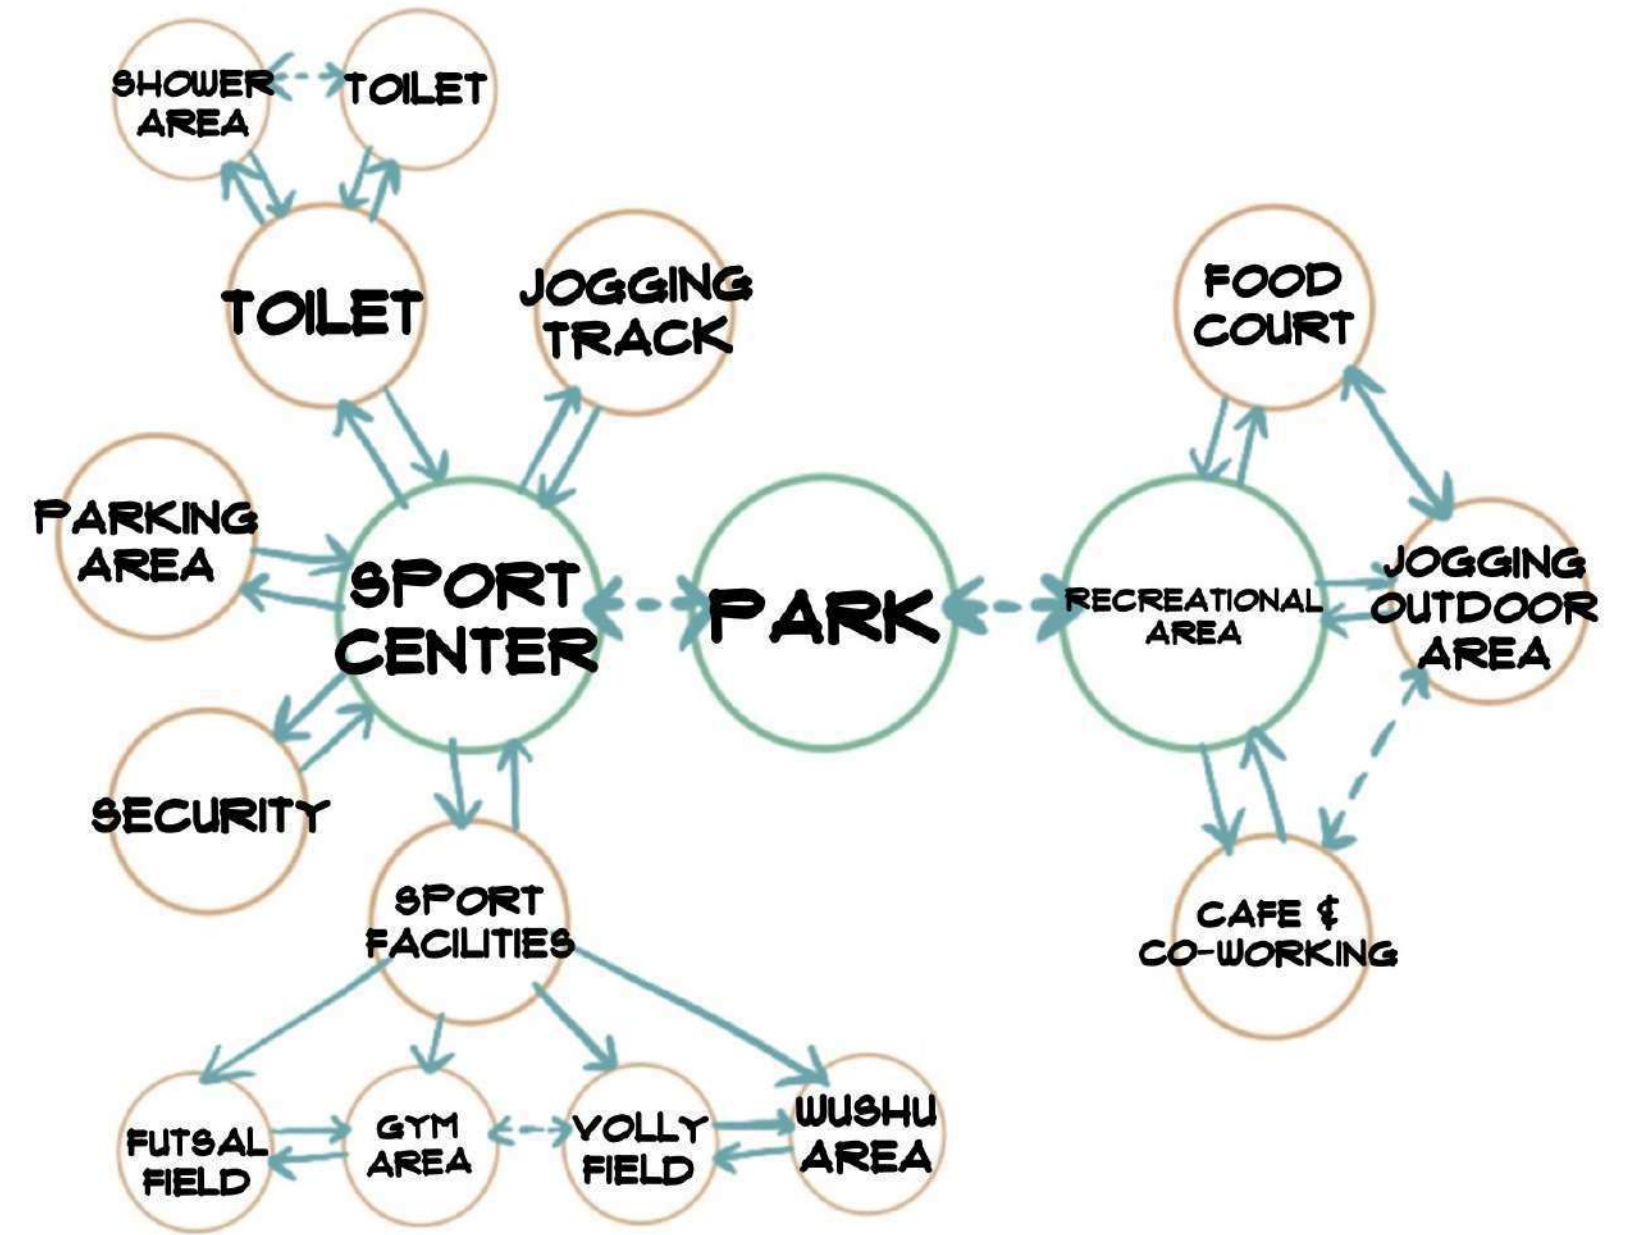 SHOWER
AREA
TOILET
TOILET
JOGGING
TRACK
PARKING
AREA
SPORT
CENTER
PARK
RECREATIONAL
AREA
FOOD
COURT
JOGGING
OUTDOOR
AREA
SECURITY
SPORT
FACILITIES
CAFE &
CO-WORKING
FUTSAL
FIELD
GYM
AREA
VOLLY
FIELD
WUSHU
AREA